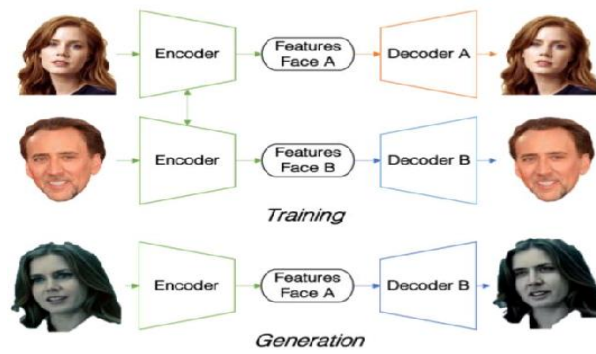 Encoder
Features
Face A
Decoder A
Encoder
Features
Face B
Decoder B
Training
Encoder
Features
Face A
Decoder B
Generation